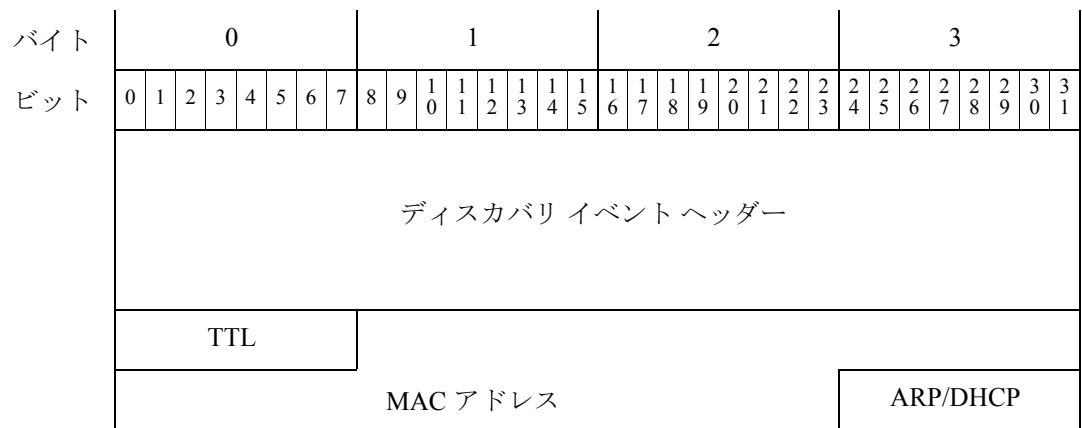 バイト 0 1 2 3
ビット 0 1 2 3 4 5 6 7 8 9 10 11 12 13 14 15 16 17 18 19 20 21 22 23 24 25 26 27 28 29 30 31
ディスカバリ イベント ヘッダー
TTL
MAC アドレス ARP/DHCP